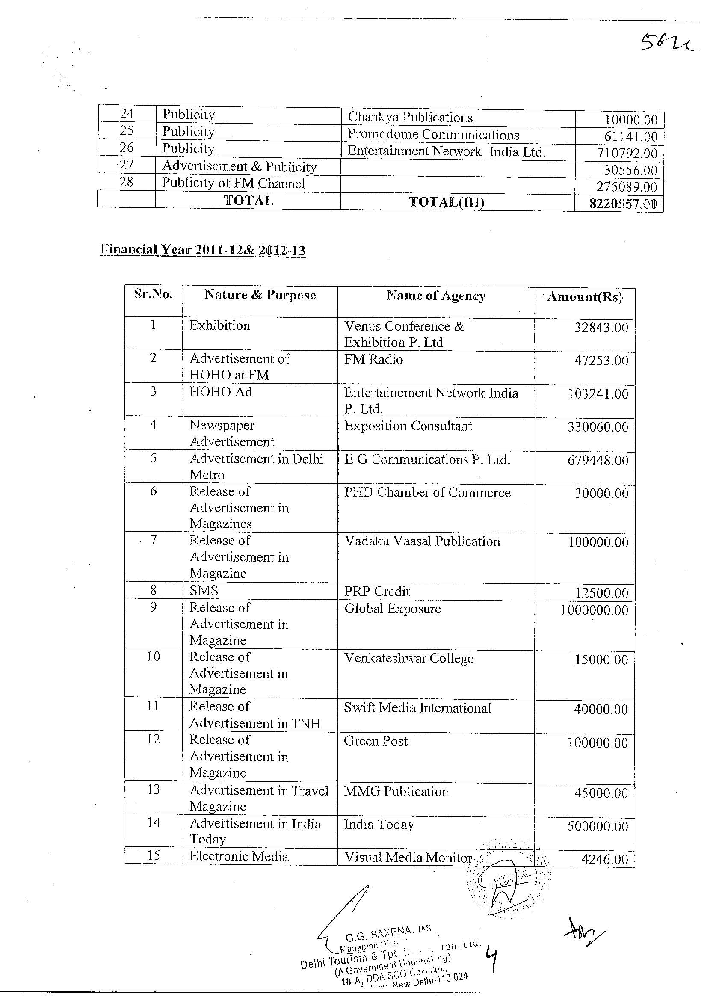 24 Publicity Chankya Publications 10000.00
25 Publicity Promodome Communications 61141.00
26 Publicity Entertainment Network India Ltd. 710792.00
27 Advertisement & Publicity 30556.00
28 Publicity of FM Channel 275089.00
TOTAL TOTAL(III) 8220557.00
Financial Year 2011-12& 2012-13
Sr.No. Nature & Purpose Name of Agency Amount(Rs)
1 Exhibition Venus Conference & 32843.00
Exhibition P. Ltd
2 Advertisement of FM Radio 47253.00
HOHO at FM
3 HOHO Ad Entertainement Network India 103241.00
P. Ltd.
4 Newspaper Exposition Consultant 330060.00
Advertisement
5 Advertisement in Delhi E G Communications P. Ltd. 679448.00
Metro
6 Release of PHD Chamber of Commerce 30000.00
Advertisement in
Magazines
7 Release of Vadaku Vaasal Publication 100000.00
Advertisement in
Magazine
8 SMS PRP Credit 12500.00
9 Release of Global Exposure 1000000.00
Advertisement in
Magazine
10 Release of Venkateshwar College 15000.00
Advertisement in
Magazine
11 Release of Swift Media International 40000.00
Advertisement in TNH
12 Release of Green Post 100000.00
Advertisement in
Magazine
13 Advertisement in Travel MMG Publication 45000.00
Magazine
14 Advertisement in India India Today 500000.00
Today
15 Electronic Media Visual Media Monitor 4246.00
G.G. SAXENA, IAS
Managing
Delhi Tourism & Tpt. Ltd.
(A Government
18-A, DDA SCO Complex,
New Delhi-110 024
4